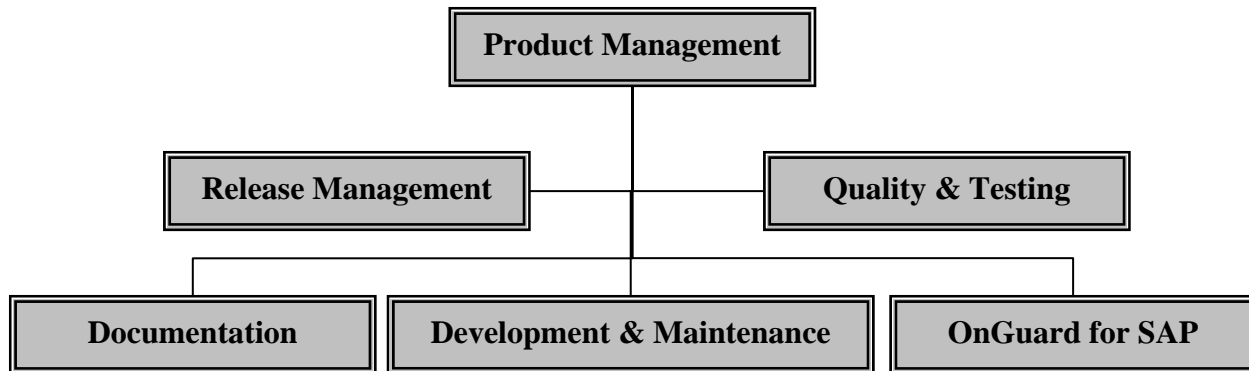 Product Management
Release Management
Quality & Testing
Documentation
Development & Maintenance
OnGuard for SAP